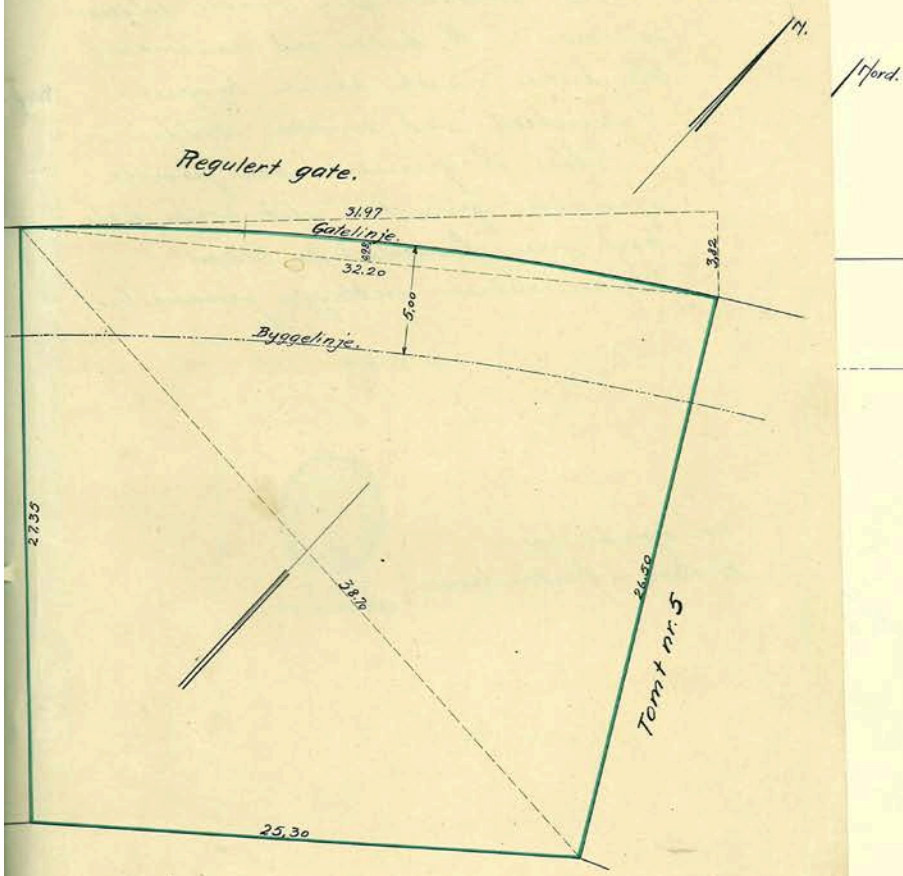 N.
Nord.
Regulert gate.
31.97
Gatelinje.
3,82
32.20
5,00
Byggelinje.
27.35
38.70
26,50
Tomt nr. 5
25,30